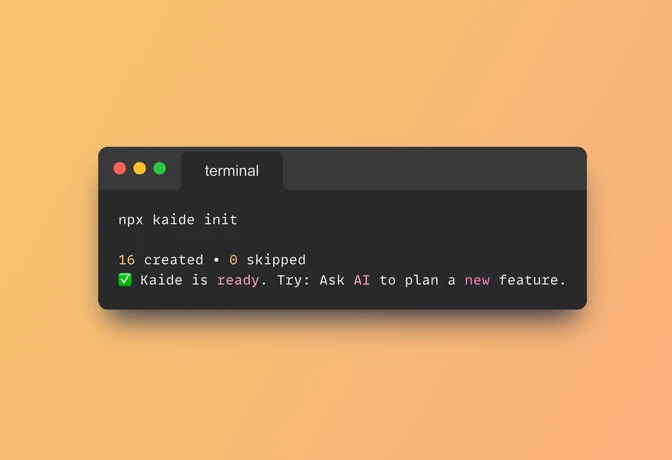 terminal
npx kaide init
16 created • 0 skipped
✅ Kaide is ready. Try: Ask AI to plan a new feature.